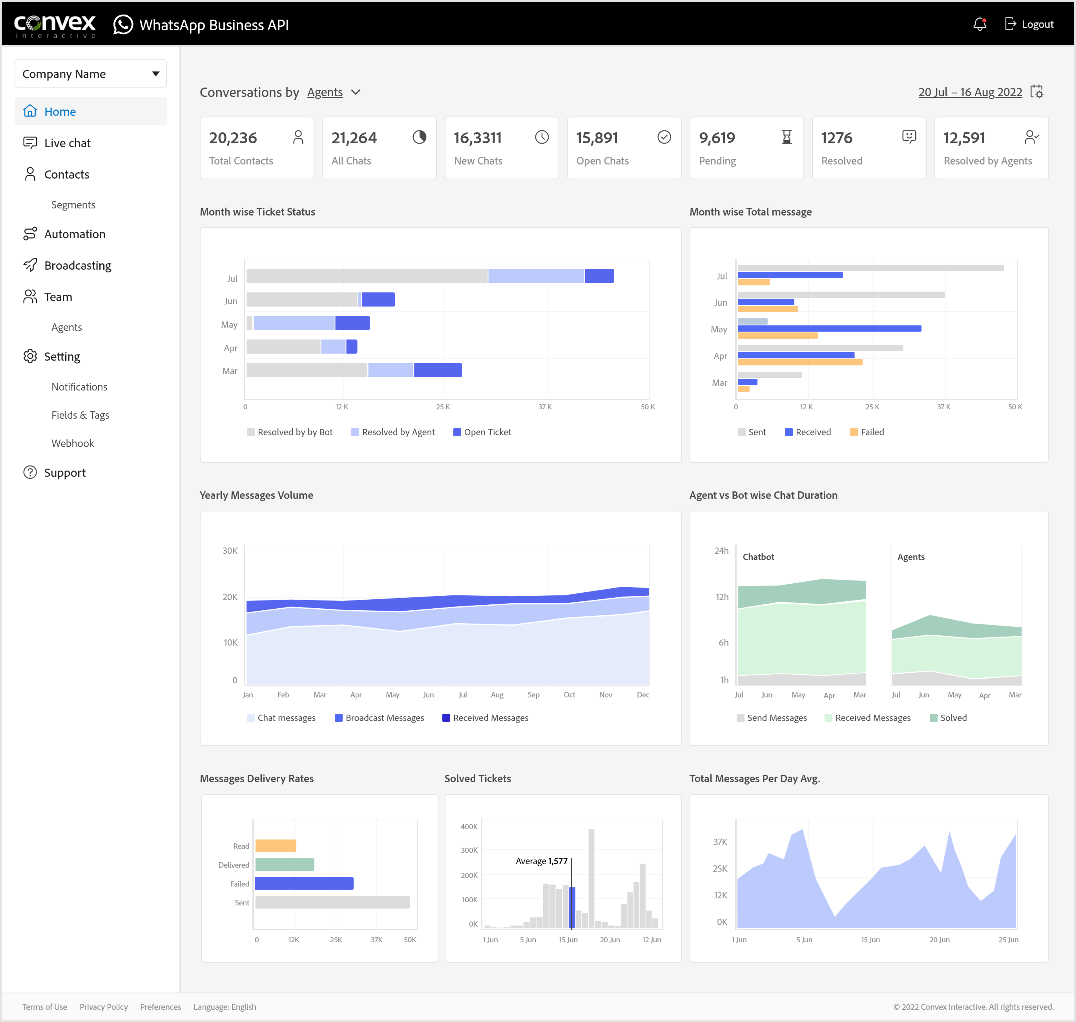 convex
interactive
WhatsApp Business API
Logout
Company Name
Home
Live chat
Contacts
Segments
Automation
Broadcasting
Team
Agents
Setting
Notifications
Fields & Tags
Webhook
Support
Conversations by Agents
20 Jul – 16 Aug 2022
20,236
Total Contacts
21,264
All Chats
16,3311
New Chats
15,891
Open Chats
9,619
Pending
1276
Resolved
12,591
Resolved by Agents
Month wise Ticket Status
Jul
Jun
May
Apr
Mar
0 12 K 25 K 37 K 50 K
Resolved by by Bot Resolved by Agent Open Ticket
Month wise Total message
Jul
Jun
May
Apr
Mar
0 12 K 25 K 37 K 50 K
Sent Received Failed
Yearly Messages Volume
30K
20K
10K
0
Jan Feb Mar Apr May Jun Jul Aug Sep Oct Nov Dec
Chat messages Broadcast Messages Received Messages
Agent vs Bot wise Chat Duration
24h
12h
6h
1h
Chatbot
Agents
Jul Jun May Apr Mar
Jul Jun May Apr Mar
Send Messages Received Messages Solved
Messages Delivery Rates
Read
Delivered
Failed
Sent
0 12K 25K 37K 50K
Solved Tickets
400K
300K
200K
100K
0K
Average 1,577
1 Jun 5 Jun 15 Jun 20 Jun 12 Jun
Total Messages Per Day Avg.
37K
25K
12K
0K
1 Jun 5 Jun 15 Jun 20 Jun 25 Jun
Terms of Use Privacy Policy Preferences Language: English
© 2022 Convex Interactive. All rights reserved.